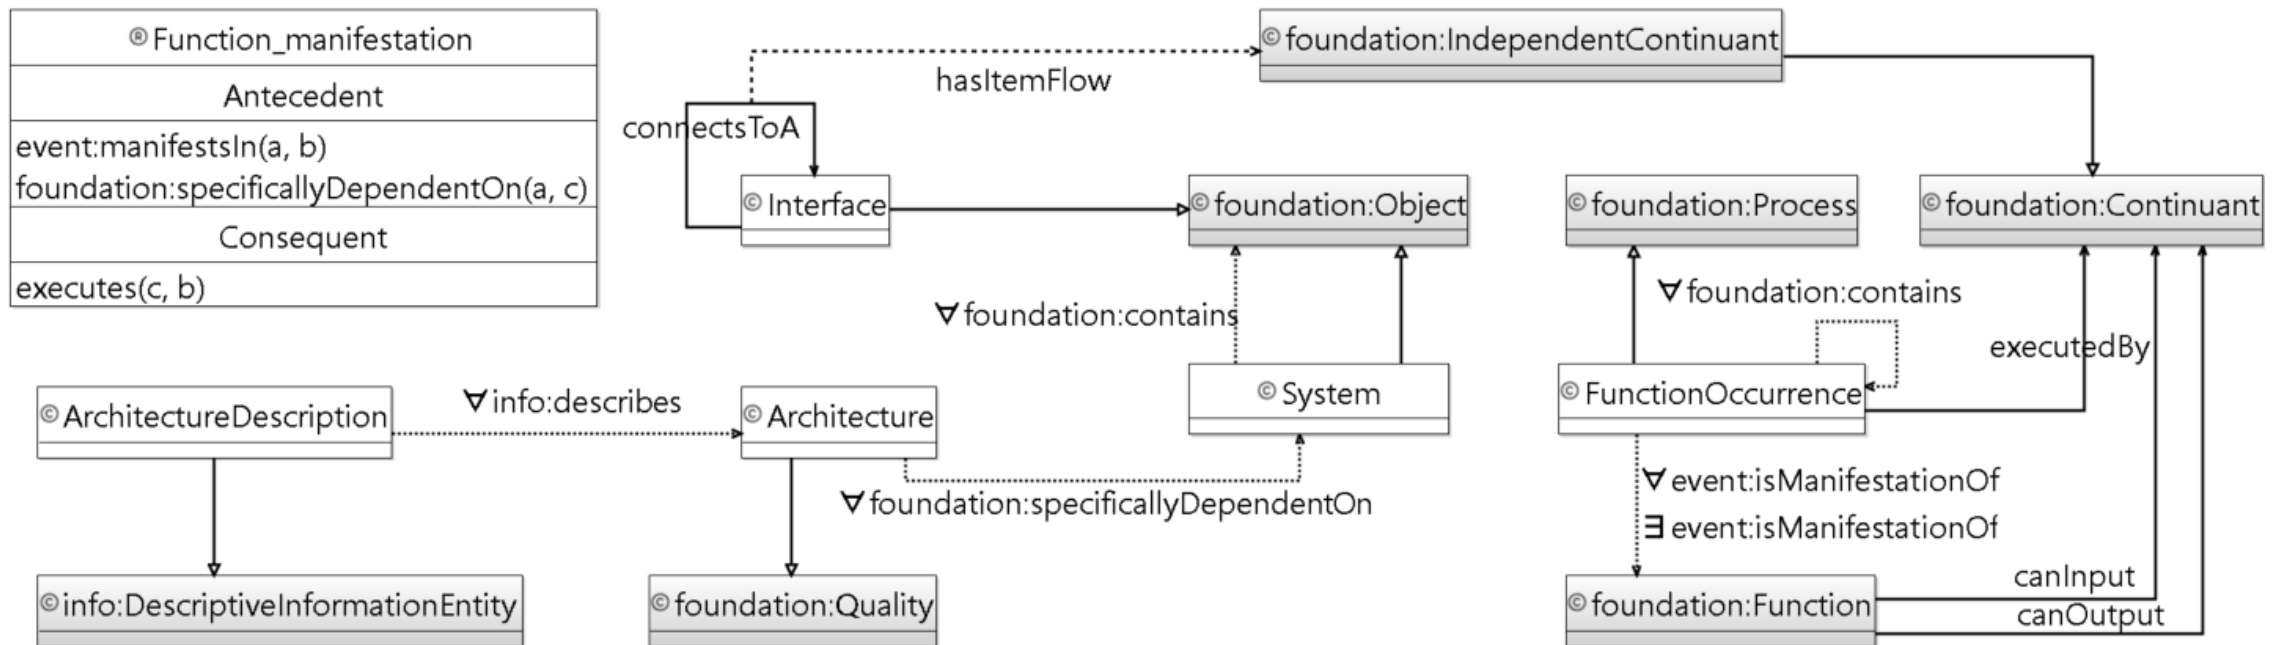 ® Function_manifestation
Antecedent
event:manifestsIn(a, b)
foundation:specificallyDependentOn(a, c)
Consequent
executes(c, b)
© foundation:IndependentContinuant
hasItemFlow
connectsToA
© Interface
© foundation:Object
© foundation:Process
© foundation:Continuant
∀ foundation:contains
∀ foundation:contains
executedBy
© ArchitectureDescription
∀ info:describes
© Architecture
© System
© FunctionOccurrence
∀ foundation:specificallyDependentOn
∀ event:isManifestationOf
∃ event:isManifestationOf
canInput
canOutput
© info:DescriptiveInformationEntity
© foundation:Quality
© foundation:Function